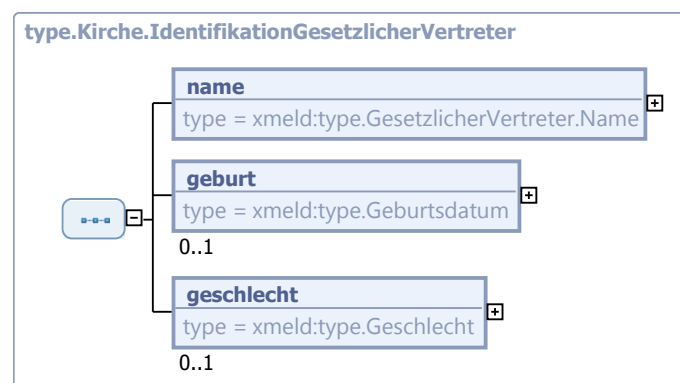 type.Kirche.IdentifikationGesetzlicherVertreter
name
type = xmeld:type.GesetzlicherVertreter.Name
geburt
type = xmeld:type.Geburtsdatum
0..1
geschlecht
type = xmeld:type.Geschlecht
0..1